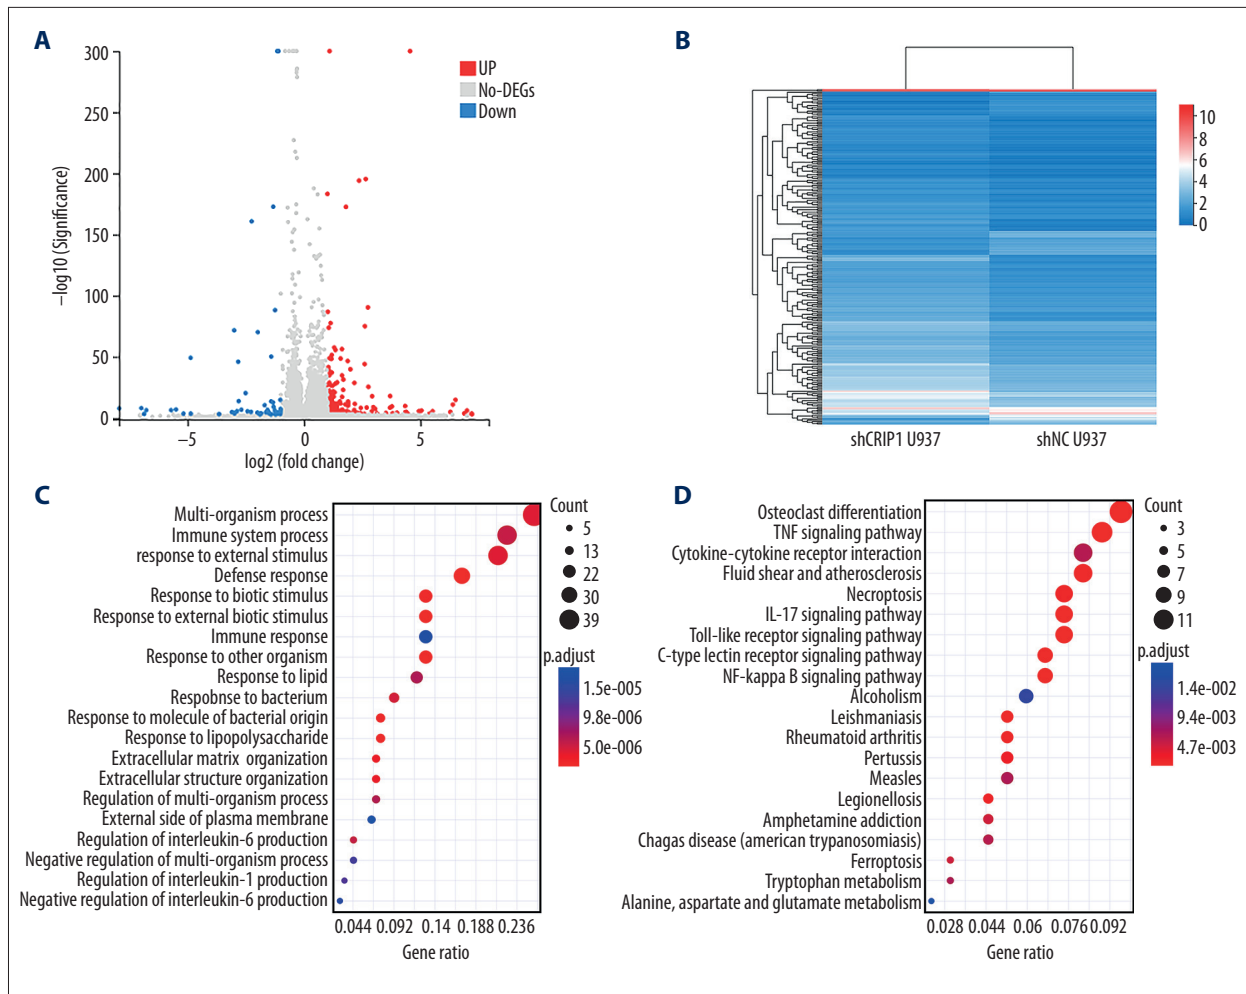 A
300
250
200
150
100
50
0
−5
0
5
−log10 (Significance)
log2 (fold change)
UP
No-DEGs
Down
B
10
8
6
4
2
0
shCRIP1 U937
shNC U937
C
Multi-organism process
Immune system process
response to external stimulus
Defense response
Response to biotic stimulus
Response to external biotic stimulus
Immune response
Response to other organism
Response to lipid
Respobnse to bacterium
Response to molecule of bacterial origin
Response to lipopolysaccharide
Extracellular matrix organization
Extracellular structure organization
Regulation of multi-organism process
External side of plasma membrane
Regulation of interleukin-6 production
Negative regulation of multi-organism process
Regulation of interleukin-1 production
Negative regulation of interleukin-6 production
0.044 0.092 0.14 0.188 0.236
Gene ratio
Count
5
13
22
30
39
p.adjust
1.5e-005
9.8e-006
5.0e-006
D
Osteoclast differentiation
TNF signaling pathway
Cytokine-cytokine receptor interaction
Fluid shear and atherosclerosis
Necroptosis
IL-17 signaling pathway
Toll-like receptor signaling pathway
C-type lectin receptor signaling pathway
NF-kappa B signaling pathway
Alcoholism
Leishmaniasis
Rheumatoid arthritis
Pertussis
Measles
Legionellosis
Amphetamine addiction
Chagas disease (american trypanosomiasis)
Ferroptosis
Tryptophan metabolism
Alanine, aspartate and glutamate metabolism
0.028 0.044 0.06 0.076 0.092
Gene ratio
Count
3
5
7
9
11
p.adjust
1.4e-002
9.4e-003
4.7e-003